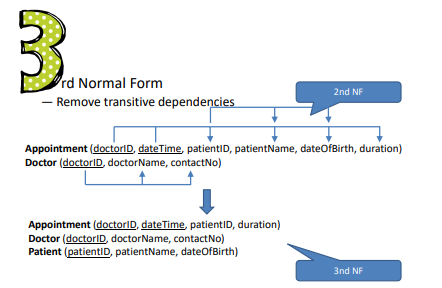 3rd Normal Form
— Remove transitive dependencies
2nd NF
Appointment (doctorID, dateTime, patientID, patientName, dateOfBirth, duration)
Doctor (doctorID, doctorName, contactNo)
Appointment (doctorID, dateTime, patientID, duration)
Doctor (doctorID, doctorName, contactNo)
Patient (patientID, patientName, dateOfBirth)
3nd NF